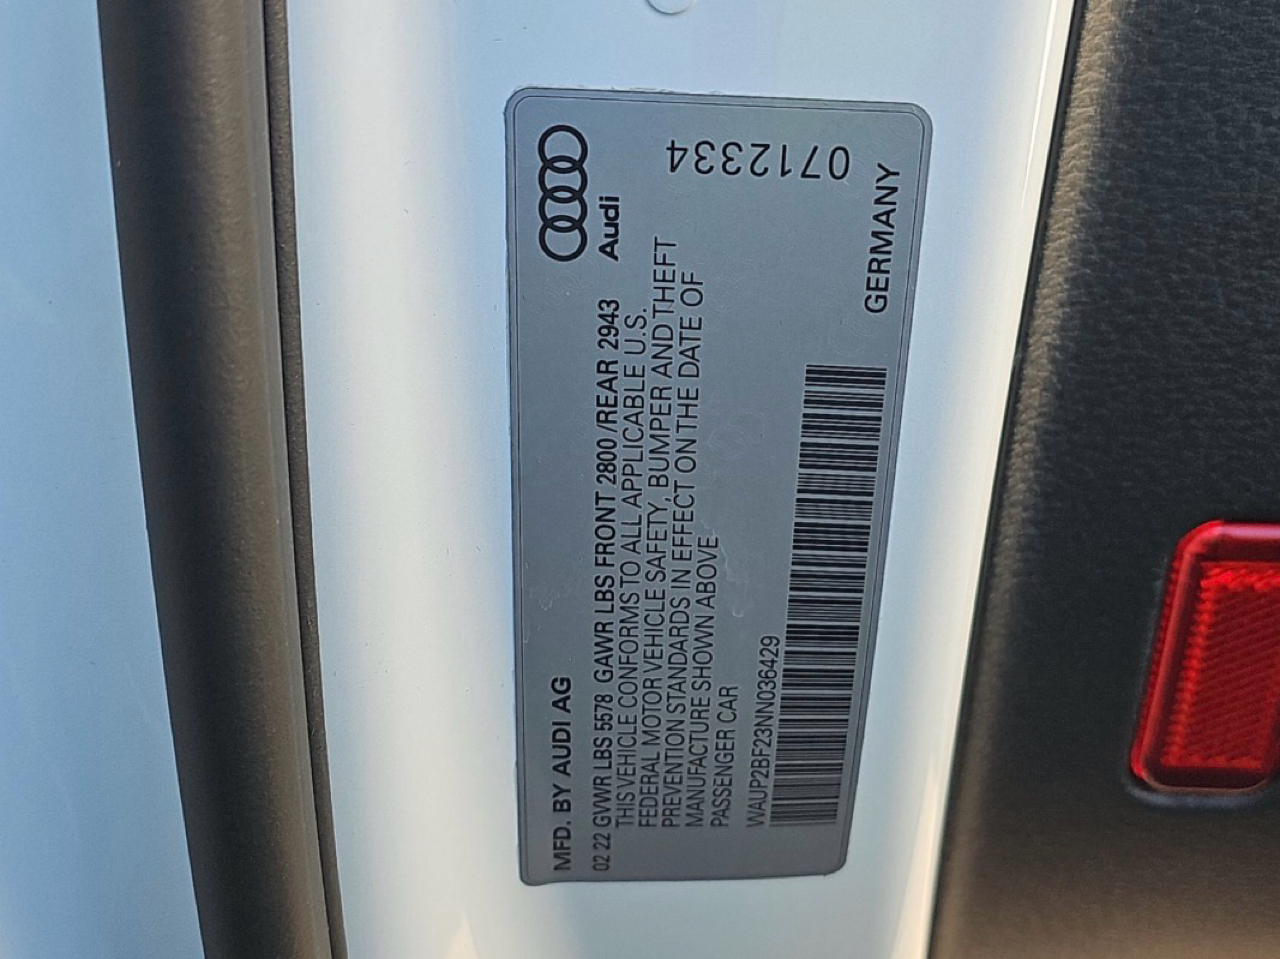 MFD. BY AUDI AG
Audi
02 22 GVWR LBS 5578 GAWR LBS FRONT 2800/REAR 2943
THIS VEHICLE CONFORMS TO ALL APPLICABLE U.S.
FEDERAL MOTOR VEHICLE SAFETY, BUMPER AND THEFT
PREVENTION STANDARDS IN EFFECT ON THE DATE OF
MANUFACTURE SHOWN ABOVE
PASSENGER CAR
WAUP2BF23NN036429
0712334
GERMANY